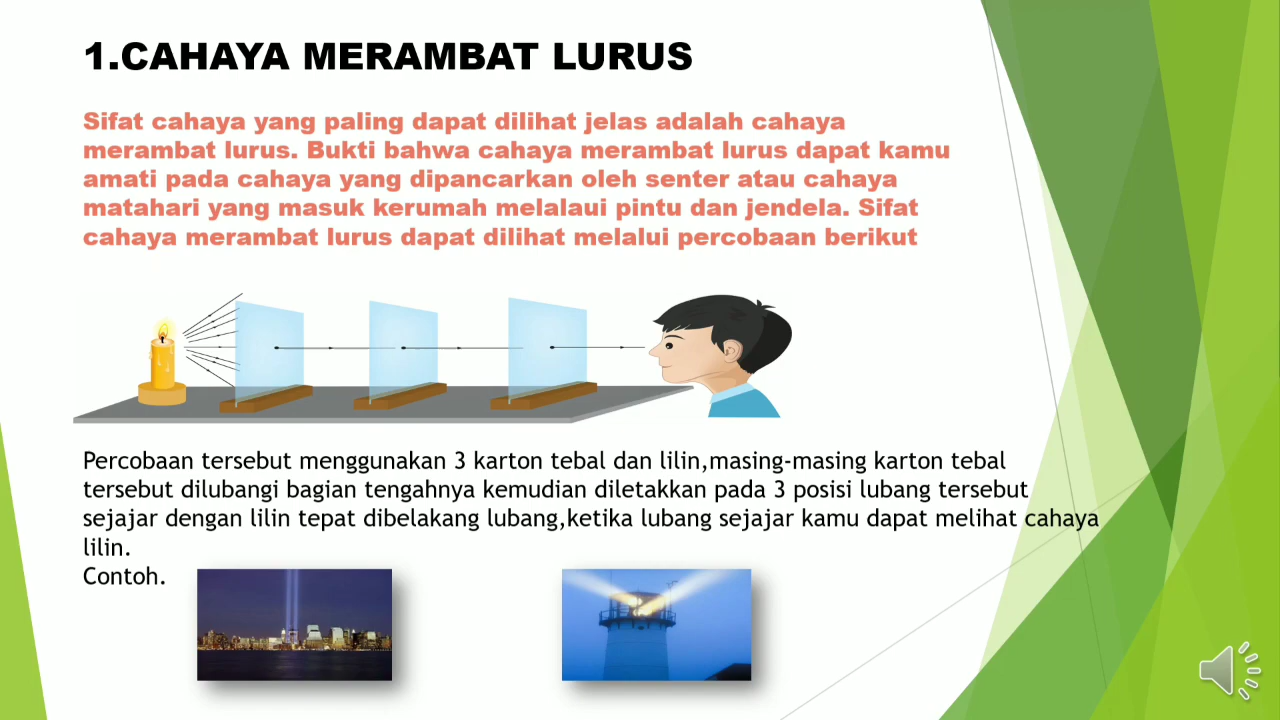 1.CAHAYA MERAMBAT LURUS
Sifat cahaya yang paling dapat dilihat jelas adalah cahaya
merambat lurus. Bukti bahwa cahaya merambat lurus dapat kamu
amati pada cahaya yang dipancarkan oleh senter atau cahaya
matahari yang masuk kerumah melalaui pintu dan jendela. Sifat
cahaya merambat lurus dapat dilihat melalui percobaan berikut
Percobaan tersebut menggunakan 3 karton tebal dan lilin,masing-masing karton tebal
tersebut dilubangi bagian tengahnya kemudian diletakkan pada 3 posisi lubang tersebut
sejajar dengan lilin tepat dibelakang lubang,ketika lubang sejajar kamu dapat melihat cahaya
lilin.
Contoh.